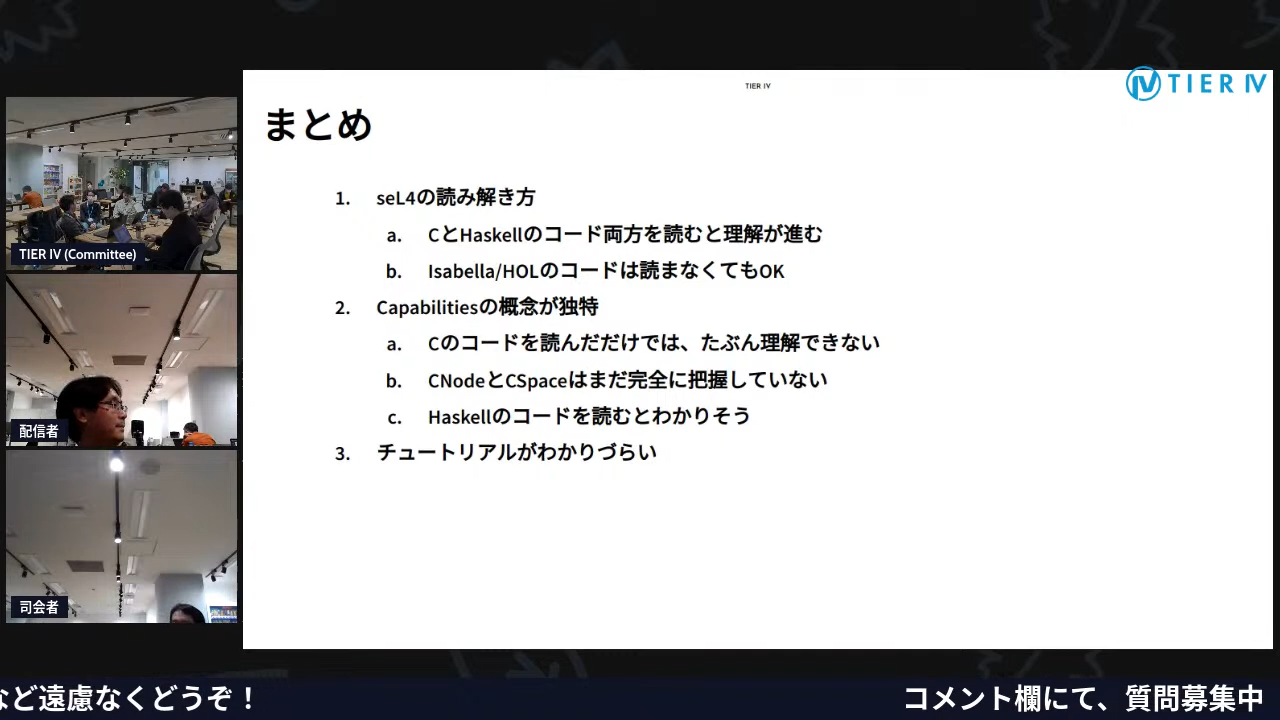 TIER IV
TIER IV
まとめ
1. seL4の読み解き方
a. CとHaskellのコード両方を読むと理解が進む
b. Isabella/HOLのコードは読まなくてもOK
2. Capabilitiesの概念が独特
a. Cのコードを読んだだけでは、たぶん理解できない
b. CNodeとCSpaceはまだ完全に把握していない
c. Haskellのコードを読むとわかりそう
3. チュートリアルがわかりづらい
TIER IV (Committee)
配信者
司会者
など遠慮なくどうぞ！
コメント欄にて、質問募集中